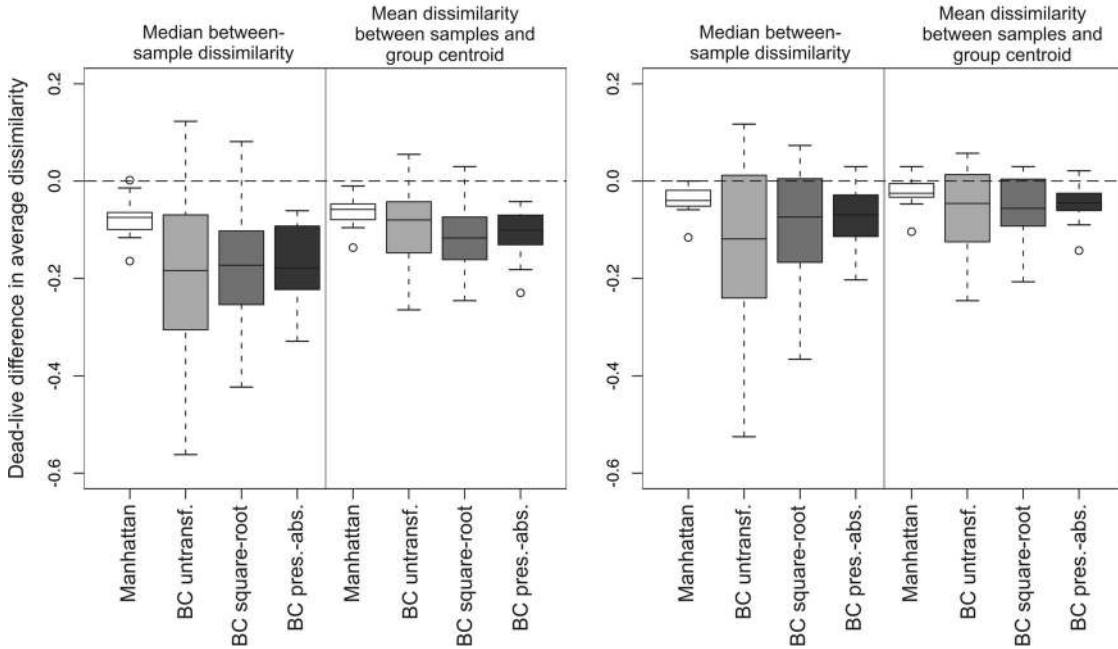 Median between-
sample dissimilarity
Mean dissimilarity
between samples and
group centroid
Median between-
sample dissimilarity
Mean dissimilarity
between samples and
group centroid
Dead-live difference in average dissimilarity
0.2
0.0
-0.2
-0.4
-0.6
0.2
0.0
-0.2
-0.4
-0.6
Manhattan
BC untransf.
BC square-root
BC pres.-abs.
Manhattan
BC untransf.
BC square-root
BC pres.-abs.
Manhattan
BC untransf.
BC square-root
BC pres.-abs.
Manhattan
BC untransf.
BC square-root
BC pres.-abs.